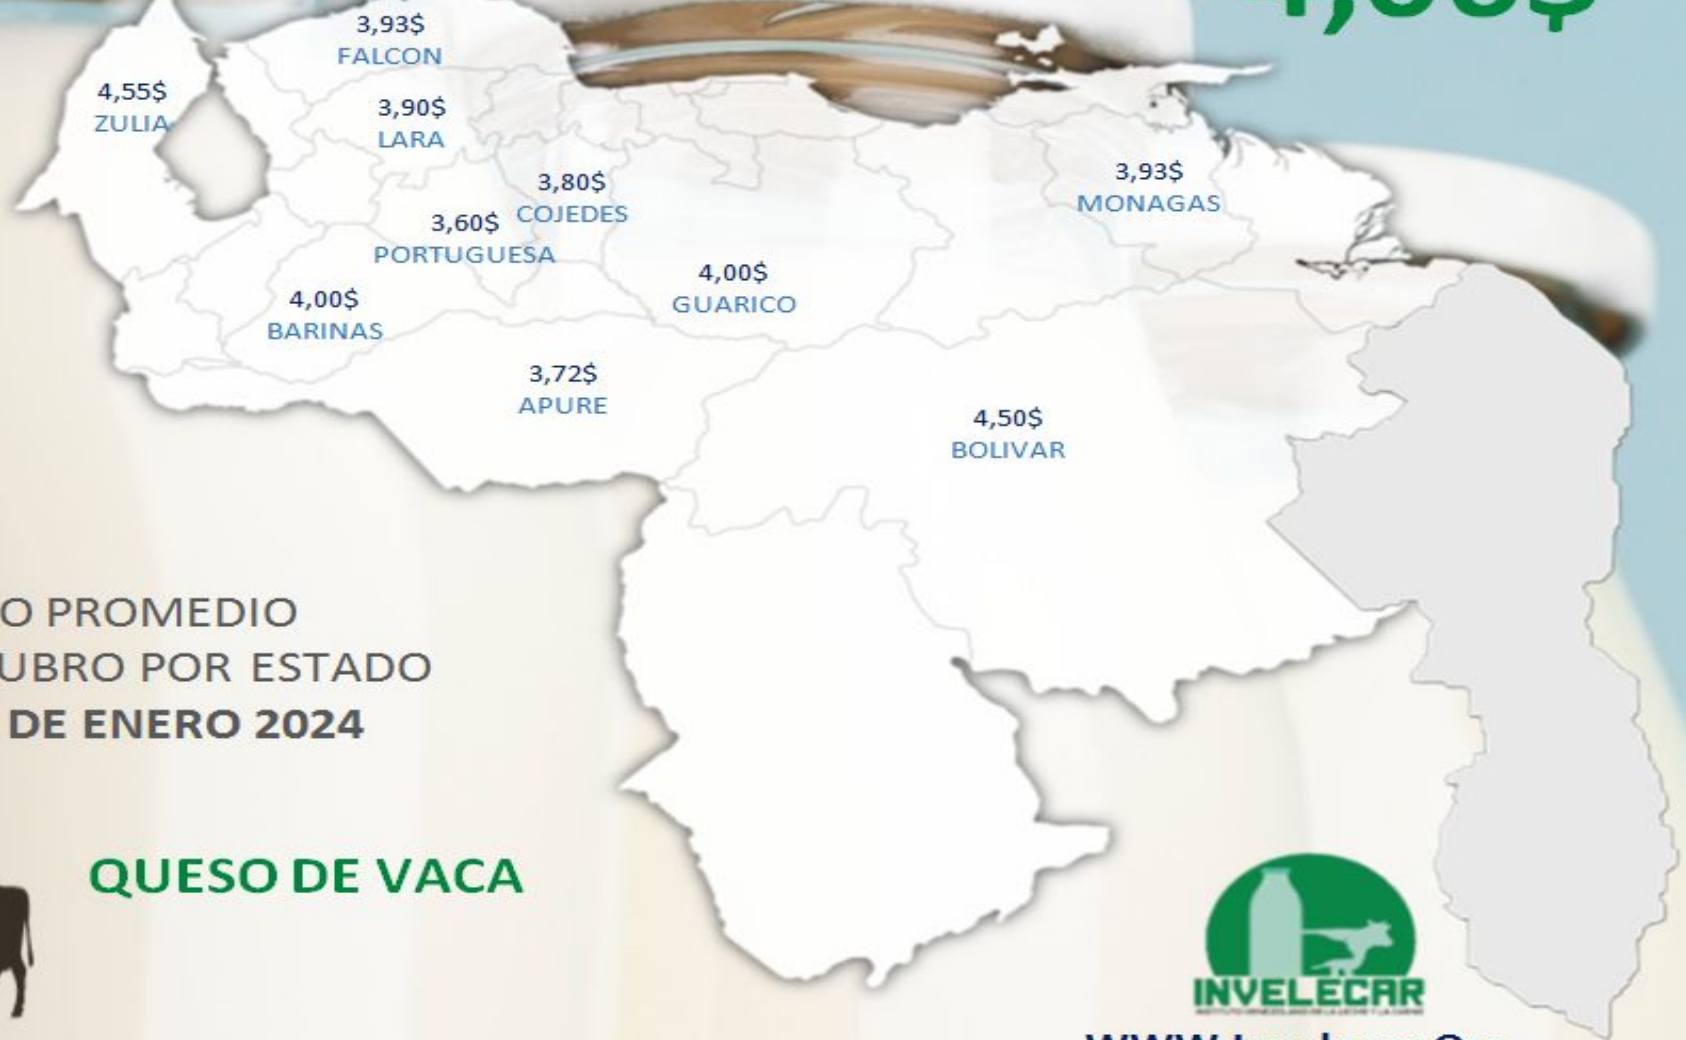 3,93$
FALCON
4,55$
ZULIA
3,90$
LARA
3,80$
COJEDES
3,93$
MONAGAS
3,60$
PORTUGUESA
4,00$
GUARICO
4,00$
BARINAS
3,72$
APURE
4,50$
BOLIVAR
O PROMEDIO
UBRO POR ESTADO
DE ENERO 2024
QUESO DE VACA
INVELECAR